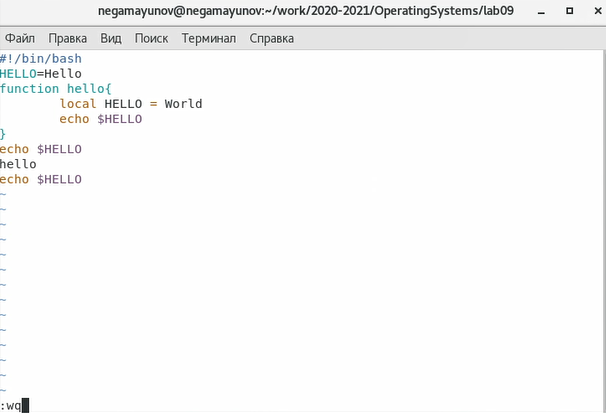 negamayunov@negamayunov:~/work/2020-2021/OperatingSystems/lab09
Файл Правка Вид Поиск Терминал Справка
#!/bin/bash
HELLO=Hello
function hello{
        local HELLO = World
        echo $HELLO
}
echo $HELLO
hello
echo $HELLO
~
~
~
~
~
~
~
~
~
~
~
~
~
~
:wq